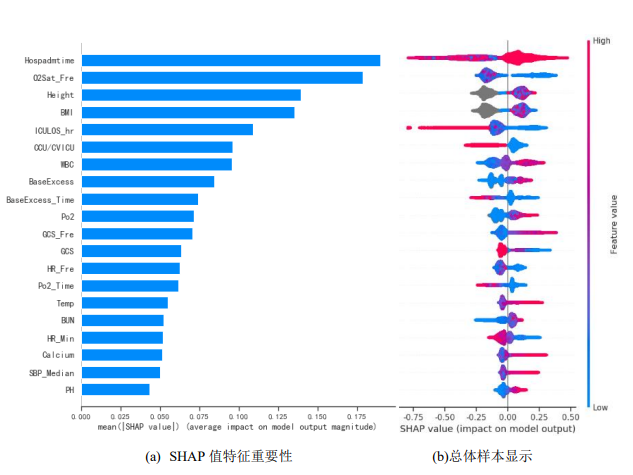 Hospadmtime
O2Sat_Fre
Height
BMI
ICULOS_hr
CCU/CVICU
WBC
BaseExcess
BaseExcess_Time
Po2
GCS_Fre
GCS
HR_Fre
Po2_Time
Temp
BUN
HR_Min
Calcium
SBP_Median
PH
0.000 0.025 0.050 0.075 0.100 0.125 0.150 0.175
mean(|SHAP value|) (average impact on model output magnitude)
High
Feature value
Low
-0.75 -0.50 -0.25 0.00 0.25 0.50
SHAP value (impact on model output)
(a) SHAP 值特征重要性
(b)总体样本显示